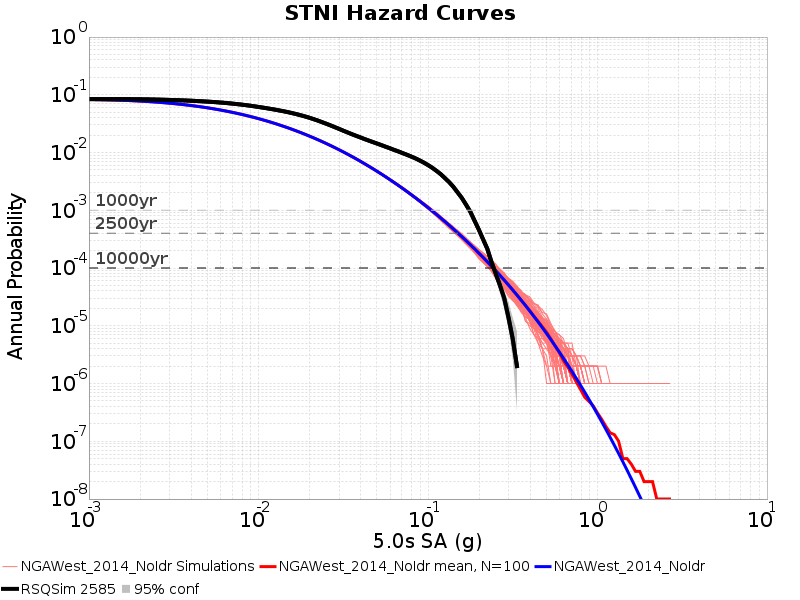 STNI Hazard Curves
Annual Probability
10^0
10^-1
10^-2
10^-3
10^-4
10^-5
10^-6
10^-7
10^-8
1000yr
2500yr
10000yr
10^-3 10^-2 10^-1 10^0 10^1
5.0s SA (g)
NGAWest_2014_NoIdr Simulations NGAWest_2014_NoIdr mean, N=100 NGAWest_2014_NoIdr
RSQSim 2585 95% conf